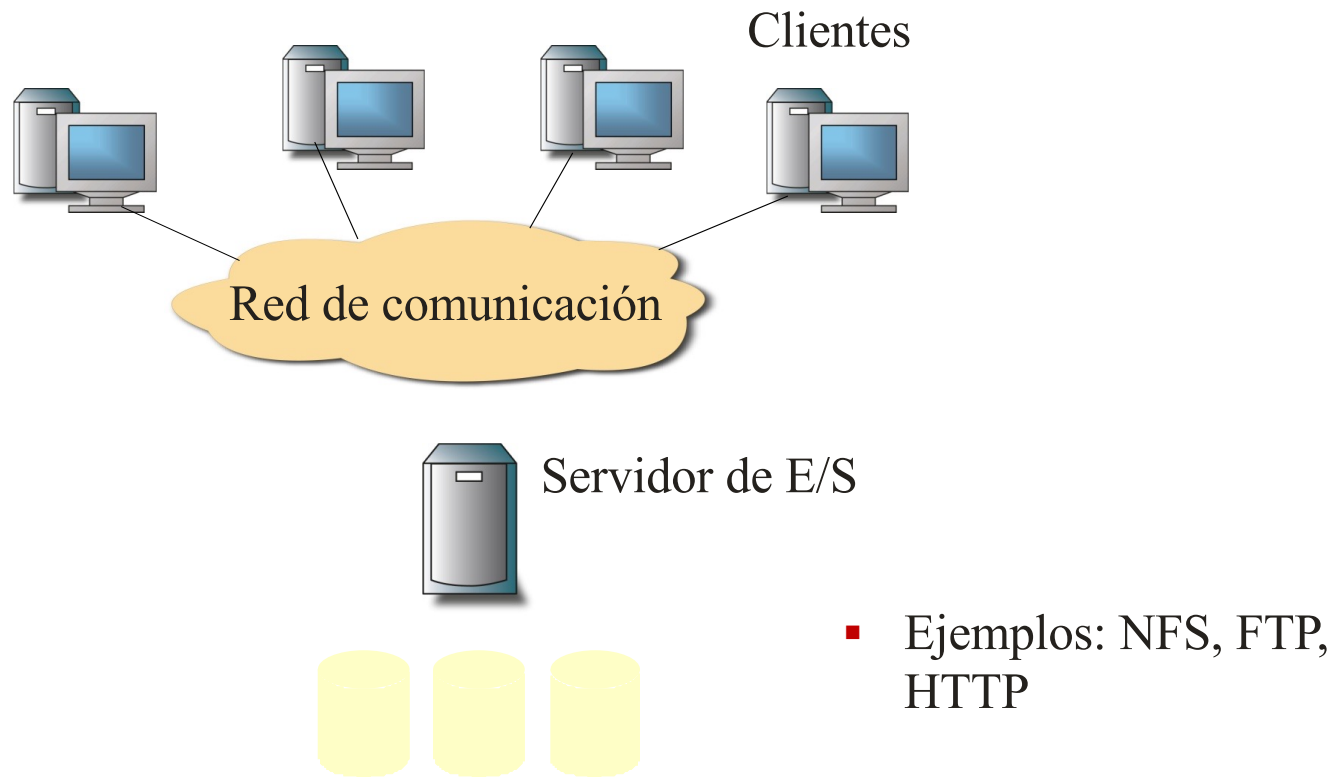 Clientes
Red de comunicación
Servidor de E/S
Ejemplos: NFS, FTP,
HTTP